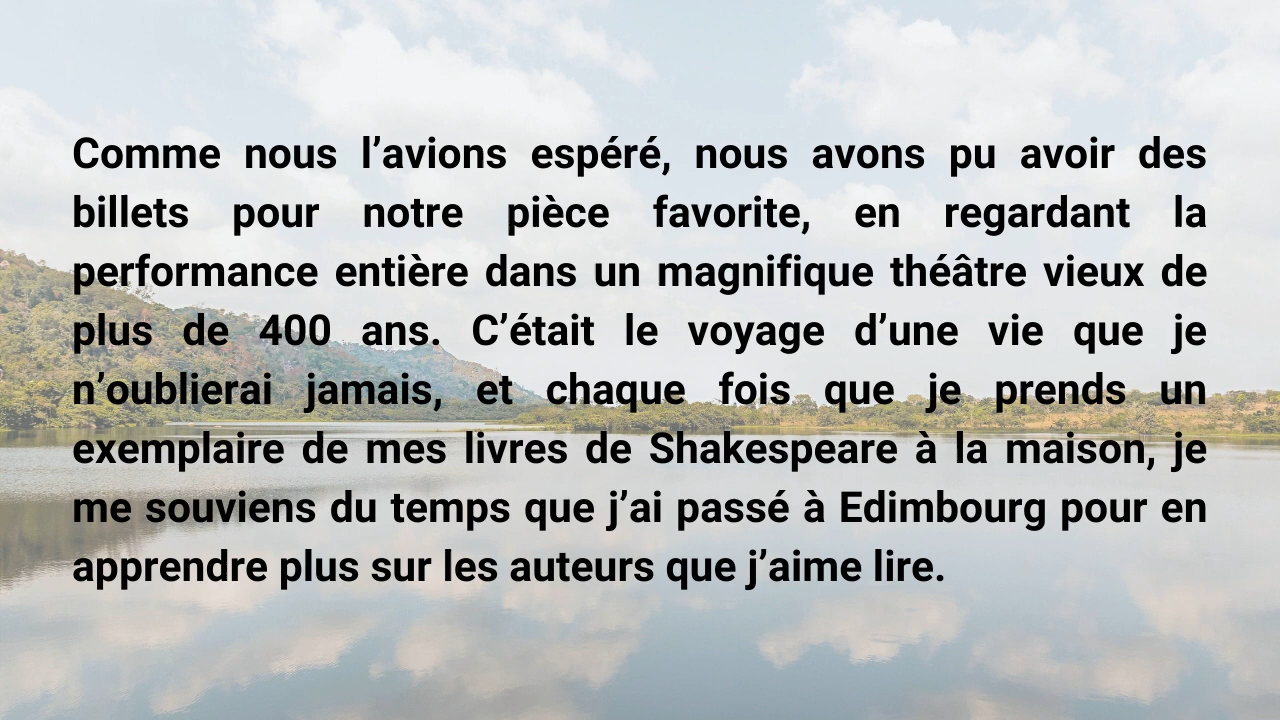 Comme nous l’avions espéré, nous avons pu avoir des
billets pour notre pièce favorite, en regardant la
performance entière dans un magnifique théâtre vieux de
plus de 400 ans. C’était le voyage d’une vie que je
n’oublierai jamais, et chaque fois que je prends un
exemplaire de mes livres de Shakespeare à la maison, je
me souviens du temps que j’ai passé à Edimbourg pour en
apprendre plus sur les auteurs que j’aime lire.